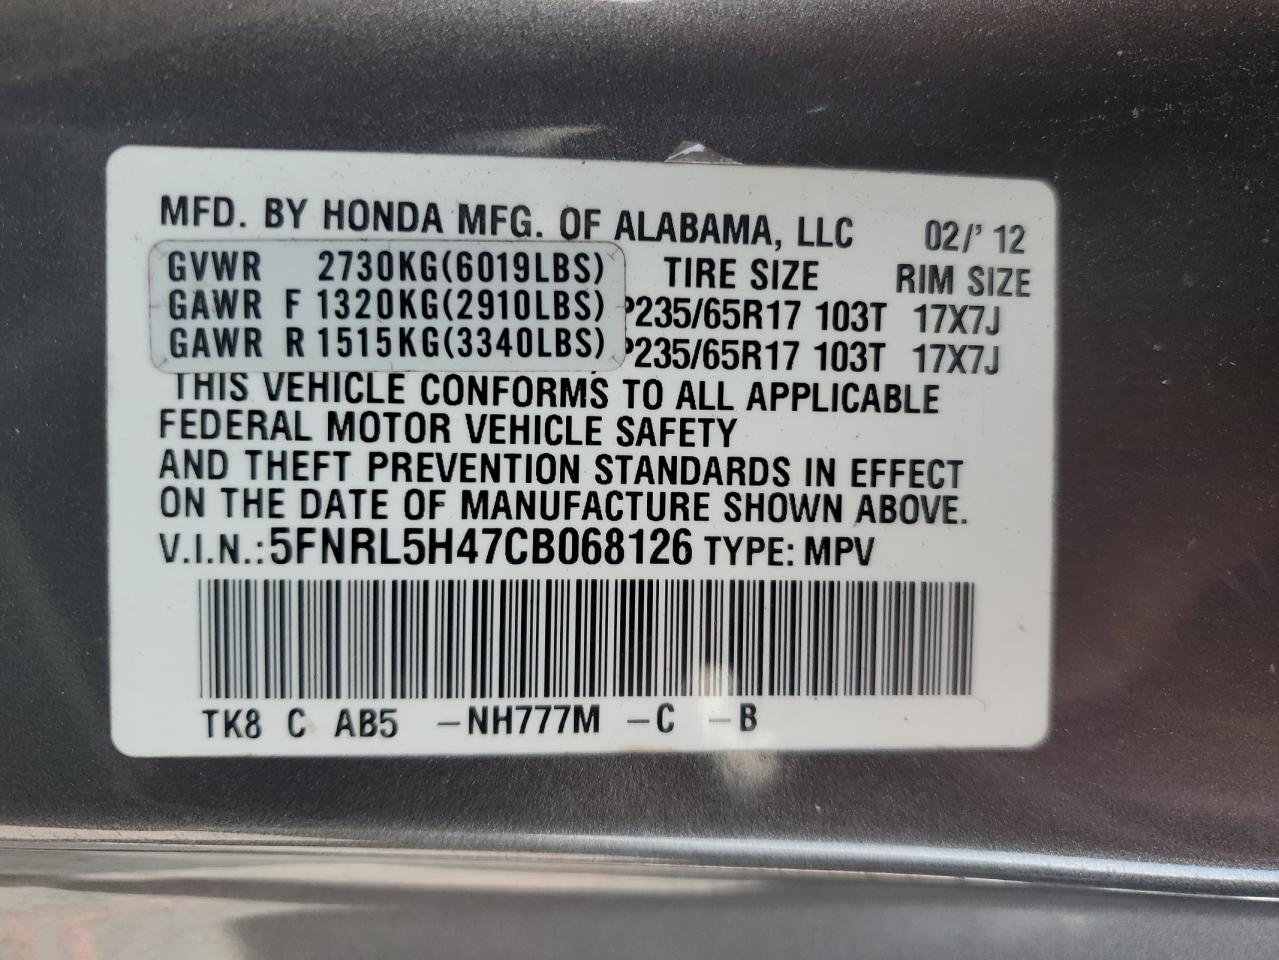 MFD. BY HONDA MFG. OF ALABAMA, LLC 02/' 12
GVWR 2730KG(6019LBS) TIRE SIZE RIM SIZE
GAWR F 1320KG(2910LBS) P235/65R17 103T 17X7J
GAWR R 1515KG(3340LBS) P235/65R17 103T 17X7J
THIS VEHICLE CONFORMS TO ALL APPLICABLE
FEDERAL MOTOR VEHICLE SAFETY
AND THEFT PREVENTION STANDARDS IN EFFECT
ON THE DATE OF MANUFACTURE SHOWN ABOVE.
V.I.N.: 5FNRL5H47CB068126 TYPE: MPV
TK8 C AB5 -NH777M -C -B